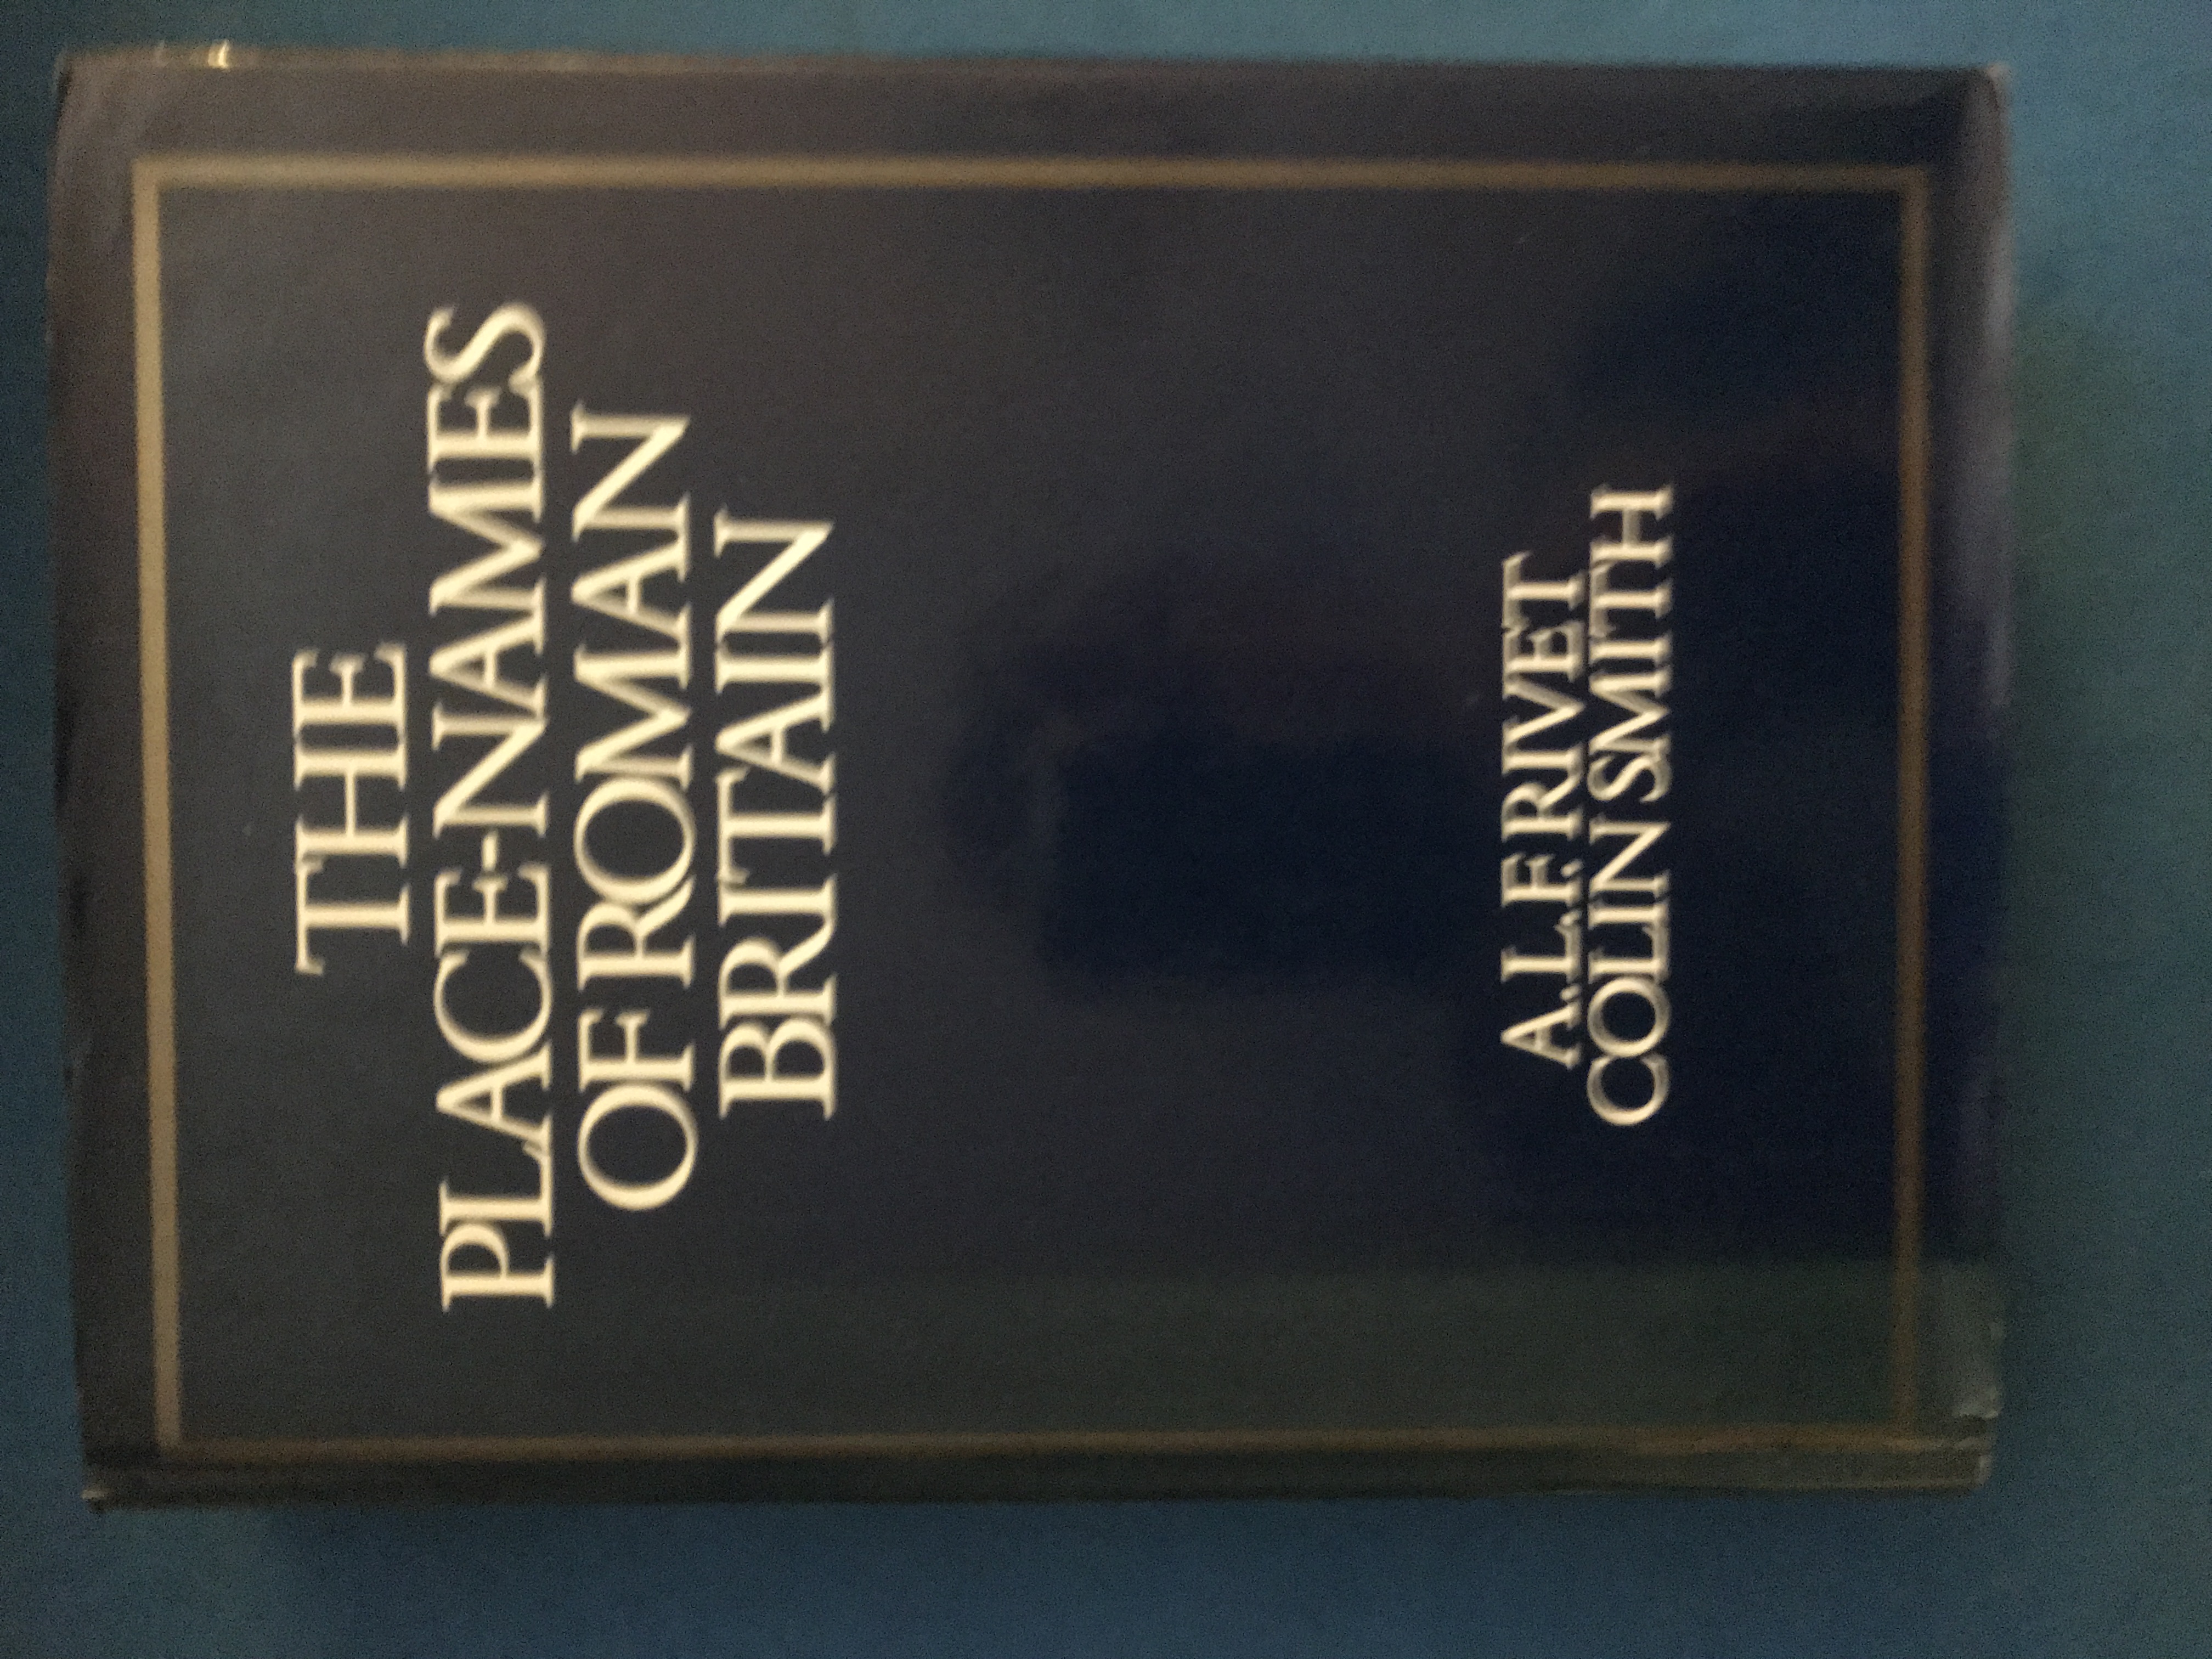 THE
PLACE-NAMES
OF ROMAN
BRITAIN
A.L.F. RIVET
COLIN SMITH